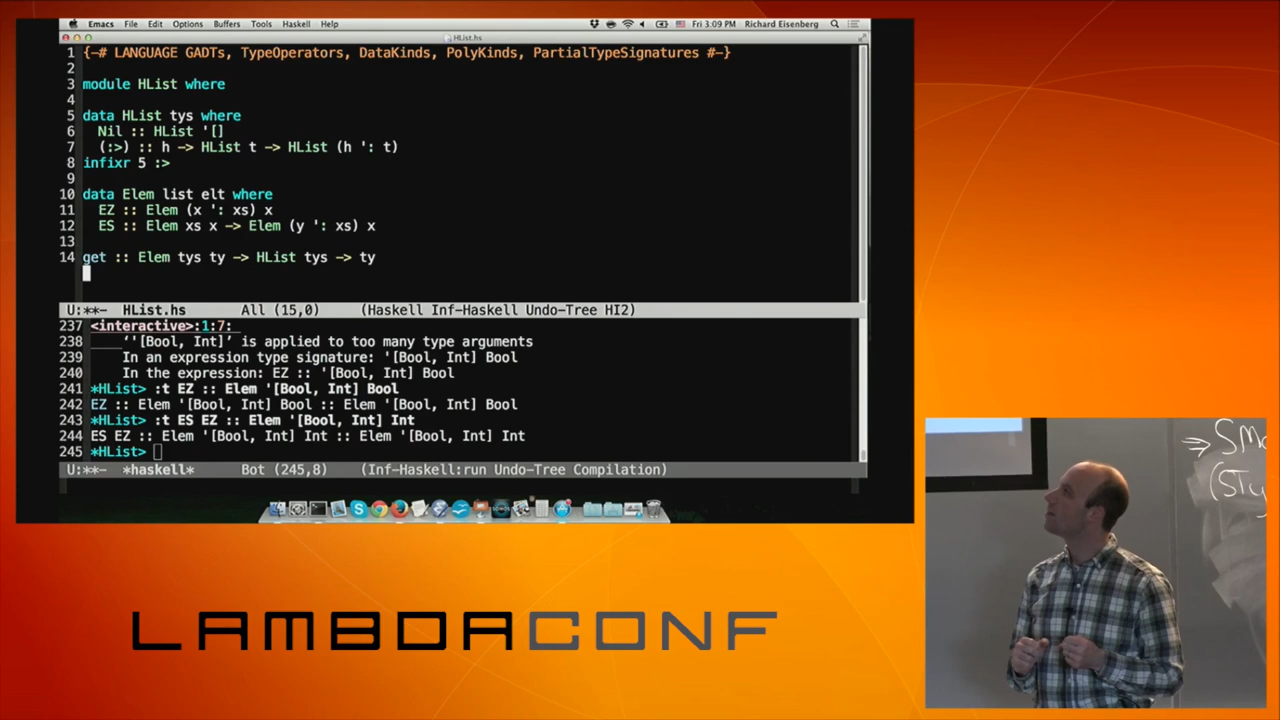 Emacs File Edit Options Buffers Tools Haskell Help Fri 3:09 PM Richard Eisenberg
HList.hs
1 {-# LANGUAGE GADTs, TypeOperators, DataKinds, PolyKinds, PartialTypeSignatures #-}
2
3 module HList where
4
5 data HList tys where
6 Nil :: HList '[]
7 (:>) :: h -> HList t -> HList (h ': t)
8 infixr 5 :>
9
10 data Elem list elt where
11 EZ :: Elem (x ': xs) x
12 ES :: Elem xs x -> Elem (y ': xs) x
13
14 get :: Elem tys ty -> HList tys -> ty
U:**- HList.hs All (15,0) (Haskell Inf-Haskell Undo-Tree HI2)
237 <interactive>:1:7:
238 ‘'[Bool, Int]’ is applied to too many type arguments
239 In an expression type signature: '[Bool, Int] Bool
240 In the expression: EZ :: '[Bool, Int] Bool
241 *HList> :t EZ :: Elem '[Bool, Int] Bool
242 EZ :: Elem '[Bool, Int] Bool :: Elem '[Bool, Int] Bool
243 *HList> :t ES EZ :: Elem '[Bool, Int] Int
244 ES EZ :: Elem '[Bool, Int] Int :: Elem '[Bool, Int] Int
245 *HList>
U:**- *haskell* Bot (245,8) (Inf-Haskell:run Undo-Tree Compilation)
LAMBDACONF